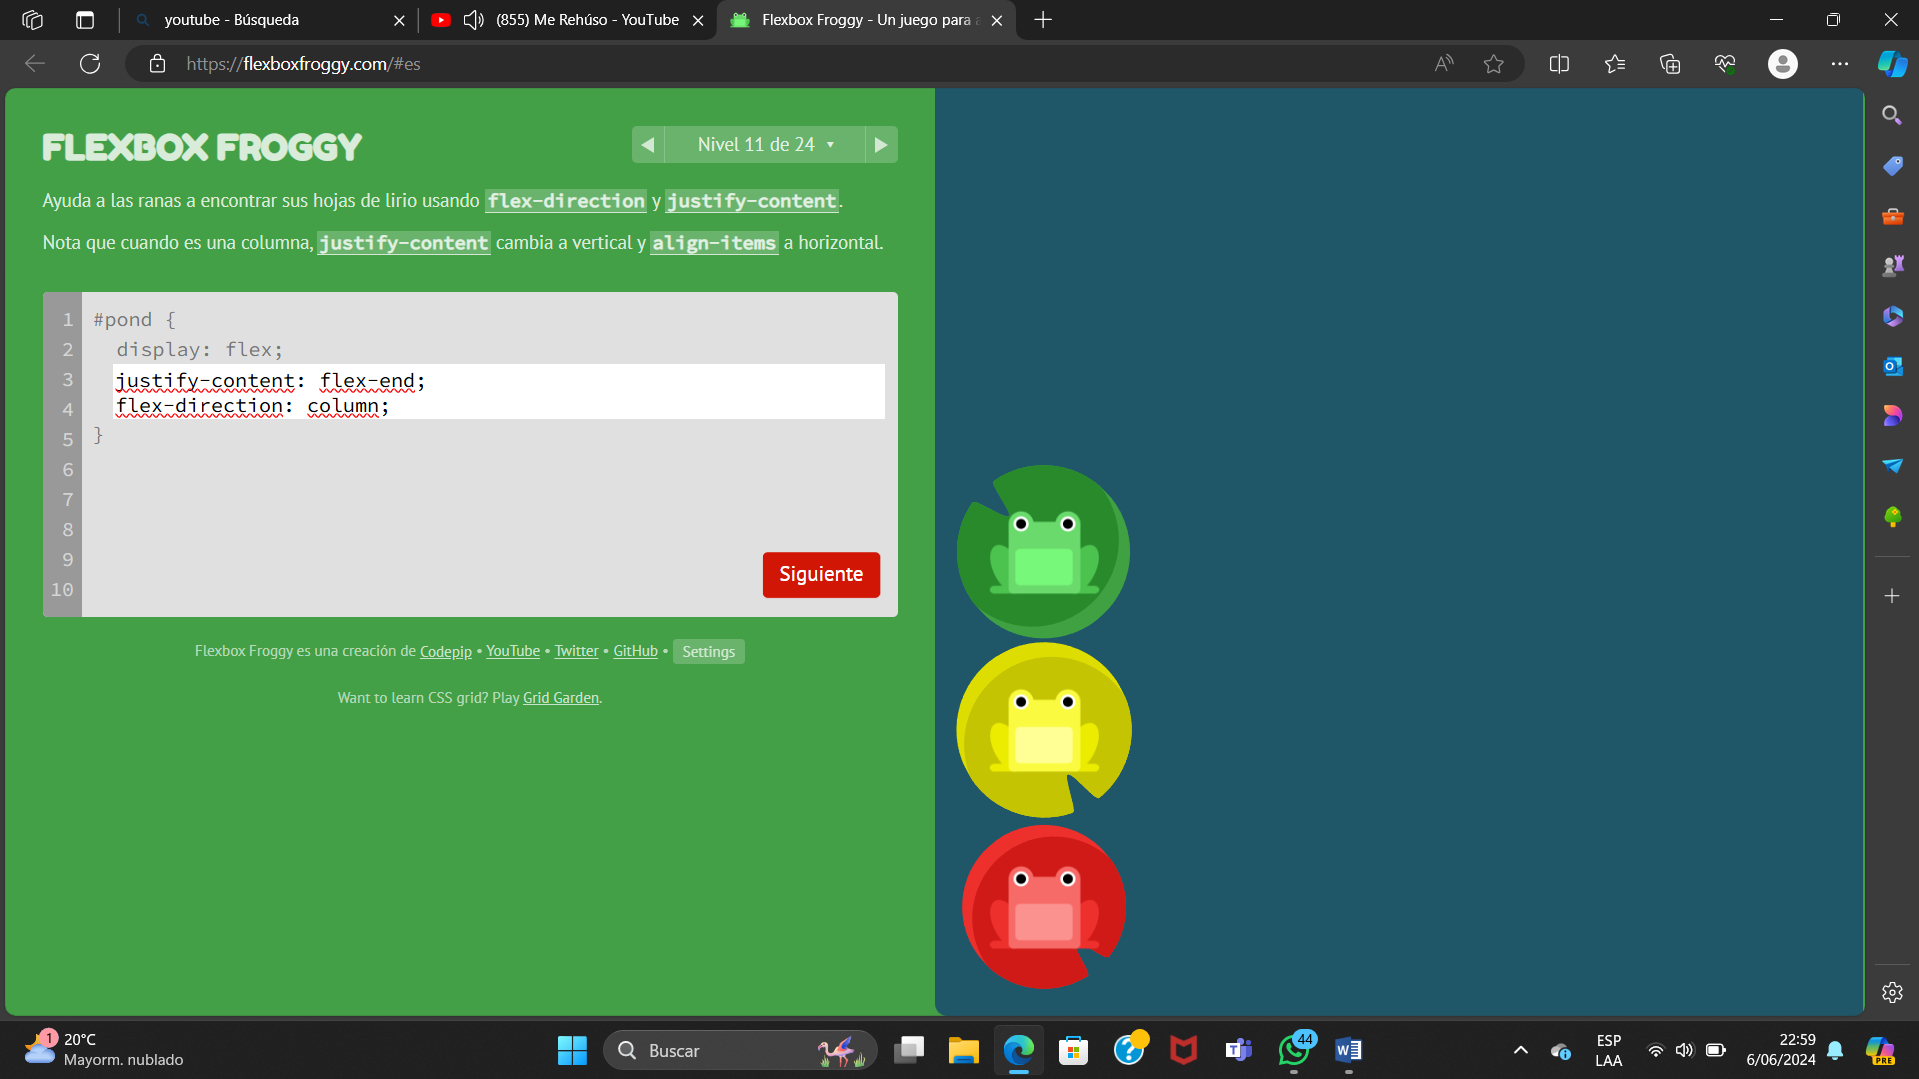 youtube - Búsqueda
(855) Me Rehúso - YouTube
Flexbox Froggy - Un juego para a
https://flexboxfroggy.com/#es
FLEXBOX FROGGY
Nivel 11 de 24
Ayuda a las ranas a encontrar sus hojas de lirio usando flex-direction y justify-content.
Nota que cuando es una columna, justify-content cambia a vertical y align-items a horizontal.
1 #pond {
2 display: flex;
3 justify-content: flex-end;
4 flex-direction: column;
5 }
6
7
8
9
10
Siguiente
Flexbox Froggy es una creación de Codepip • YouTube • Twitter • GitHub • Settings
Want to learn CSS grid? Play Grid Garden.
1
20°C
Mayorm. nublado
Buscar
44
ESP
LAA
22:59
6/06/2024
PRE